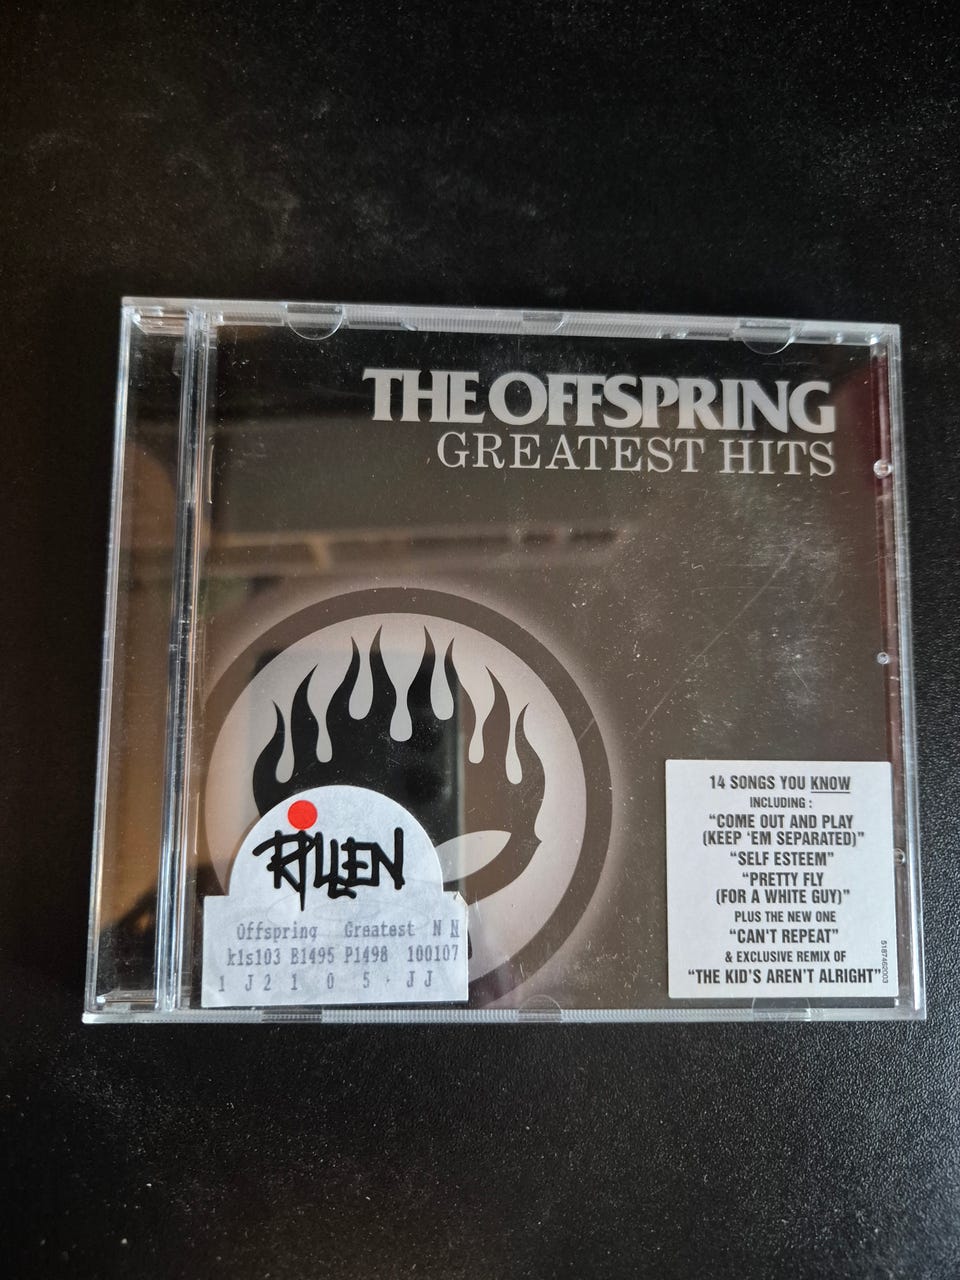 THE OFFSPRING
GREATEST HITS
14 SONGS YOU KNOW
INCLUDING :
"COME OUT AND PLAY
(KEEP 'EM SEPARATED)"
"SELF ESTEEM"
"PRETTY FLY
(FOR A WHITE GUY)"
PLUS THE NEW ONE
"CAN'T REPEAT"
& EXCLUSIVE REMIX OF
"THE KID'S AREN'T ALRIGHT"
5187462003
RILLEN
Offspring Greatest N N
k1s103 B1495 P1498 100107
1 J 2 1 0 5 . J J